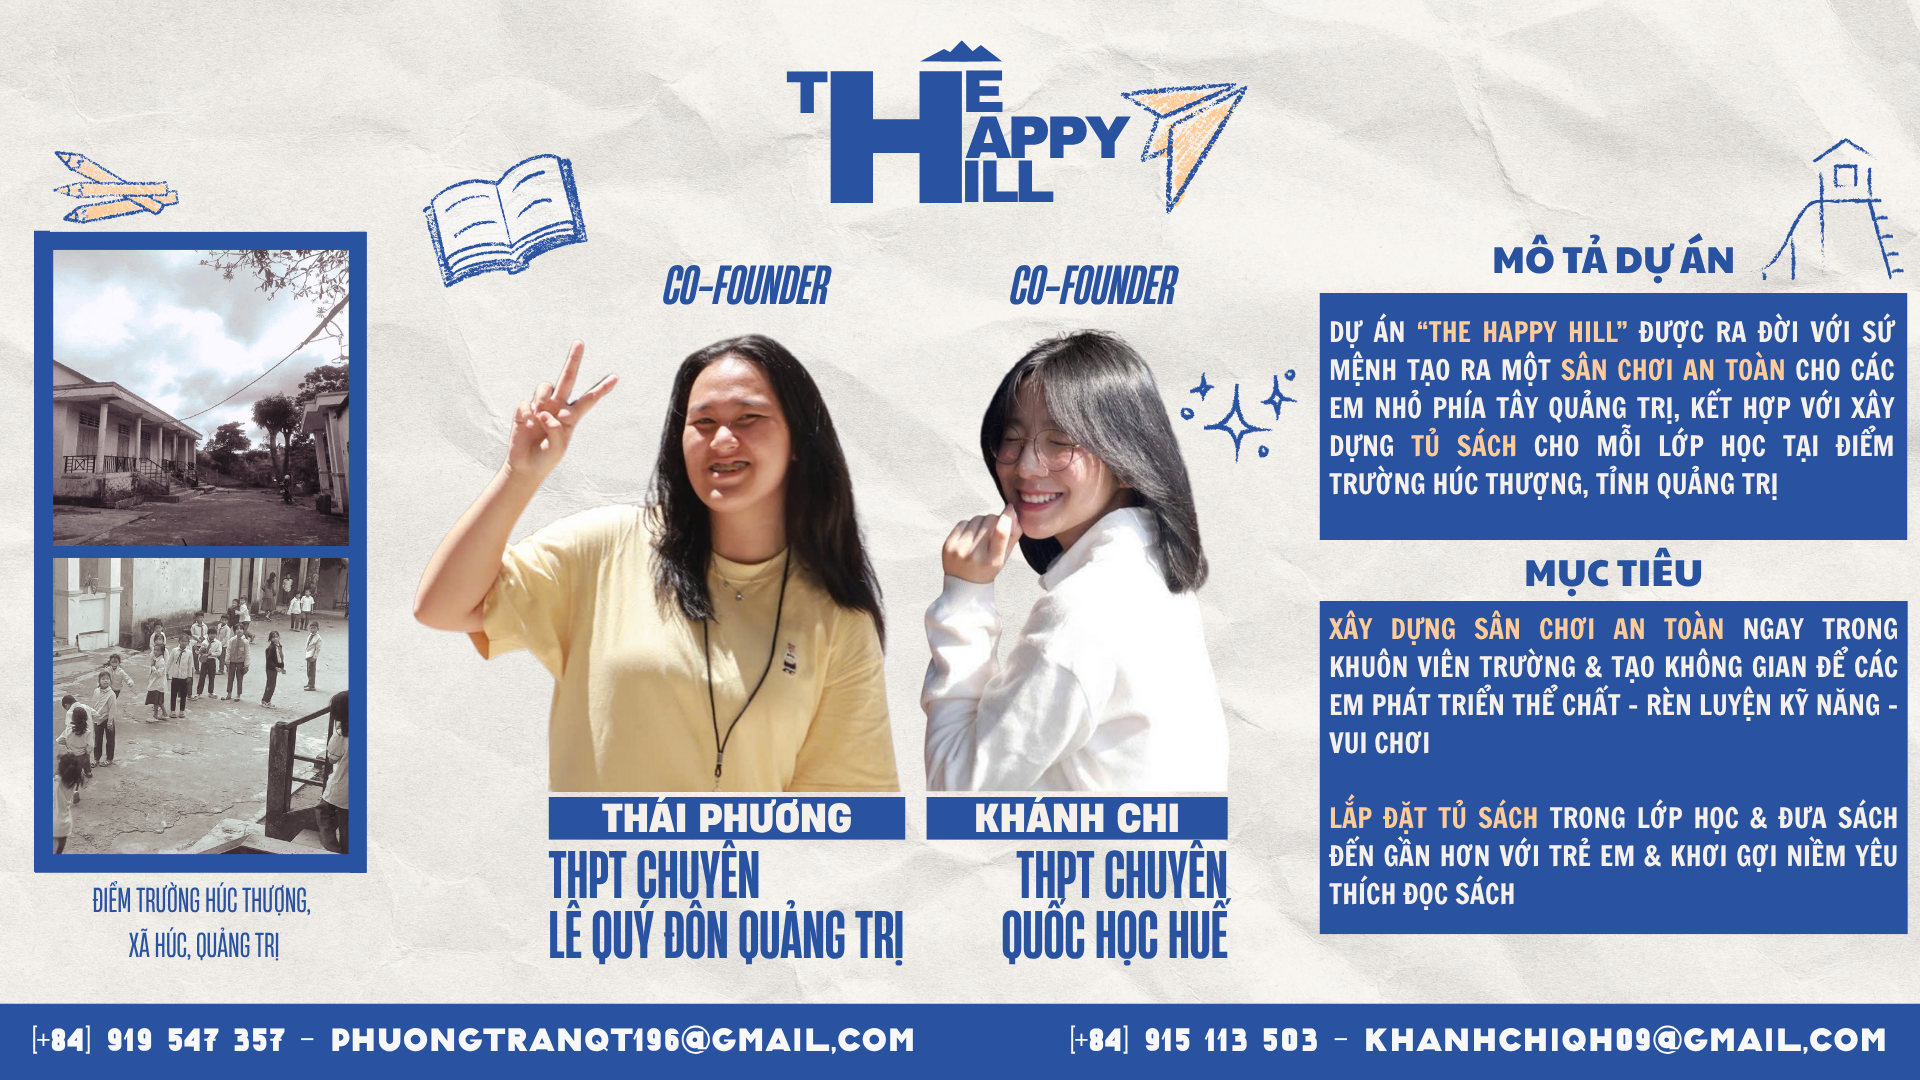 THE
HAPPY
HILL
CO-FOUNDER
CO-FOUNDER
THÁI PHƯƠNG
THPT CHUYÊN
LÊ QUÝ ĐÔN QUẢNG TRỊ
KHÁNH CHI
THPT CHUYÊN
QUỐC HỌC HUẾ
ĐIỂM TRƯỜNG HÚC THƯỢNG,
XÃ HÚC, QUẢNG TRỊ
MÔ TẢ DỰ ÁN
DỰ ÁN “THE HAPPY HILL” ĐƯỢC RA ĐỜI VỚI SỨ
MỆNH TẠO RA MỘT SÂN CHƠI AN TOÀN CHO CÁC
EM NHỎ PHÍA TÂY QUẢNG TRỊ, KẾT HỢP VỚI XÂY
DỰNG TỦ SÁCH CHO MỖI LỚP HỌC TẠI ĐIỂM
TRƯỜNG HÚC THƯỢNG, TỈNH QUẢNG TRỊ
MỤC TIÊU
XÂY DỰNG SÂN CHƠI AN TOÀN NGAY TRONG
KHUÔN VIÊN TRƯỜNG & TẠO KHÔNG GIAN ĐỂ CÁC
EM PHÁT TRIỂN THỂ CHẤT - RÈN LUYỆN KỸ NĂNG -
VUI CHƠI
LẮP ĐẶT TỦ SÁCH TRONG LỚP HỌC & ĐƯA SÁCH
ĐẾN GẦN HƠN VỚI TRẺ EM & KHƠI GỢI NIỀM YÊU
THÍCH ĐỌC SÁCH
[+84] 919 547 357 - PHUONGTRANQT196@GMAIL.COM
[+84] 915 113 503 - KHANHCHIQH09@GMAIL.COM